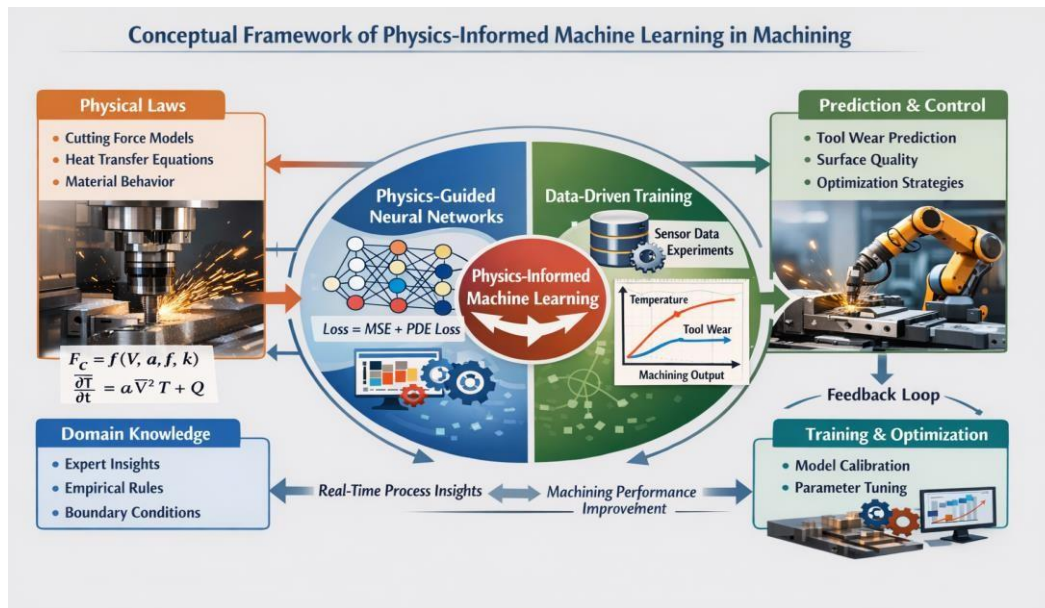 Conceptual Framework of Physics-Informed Machine Learning in Machining
Physical Laws
• Cutting Force Models
• Heat Transfer Equations
• Material Behavior
F_C = f(V, a, f, k)
∂T/∂t = a∇² T + Q
Domain Knowledge
• Expert Insights
• Empirical Rules
• Boundary Conditions
Physics-Guided
Neural Networks
Loss = MSE + PDE Loss
Physics-Informed
Machine Learning
Data-Driven Training
Sensor Data
Experiments
Temperature
Tool Wear
Machining Output
Prediction & Control
• Tool Wear Prediction
• Surface Quality
• Optimization Strategies
Feedback Loop
Training & Optimization
• Model Calibration
• Parameter Tuning
Real-Time Process Insights
Machining Performance
Improvement